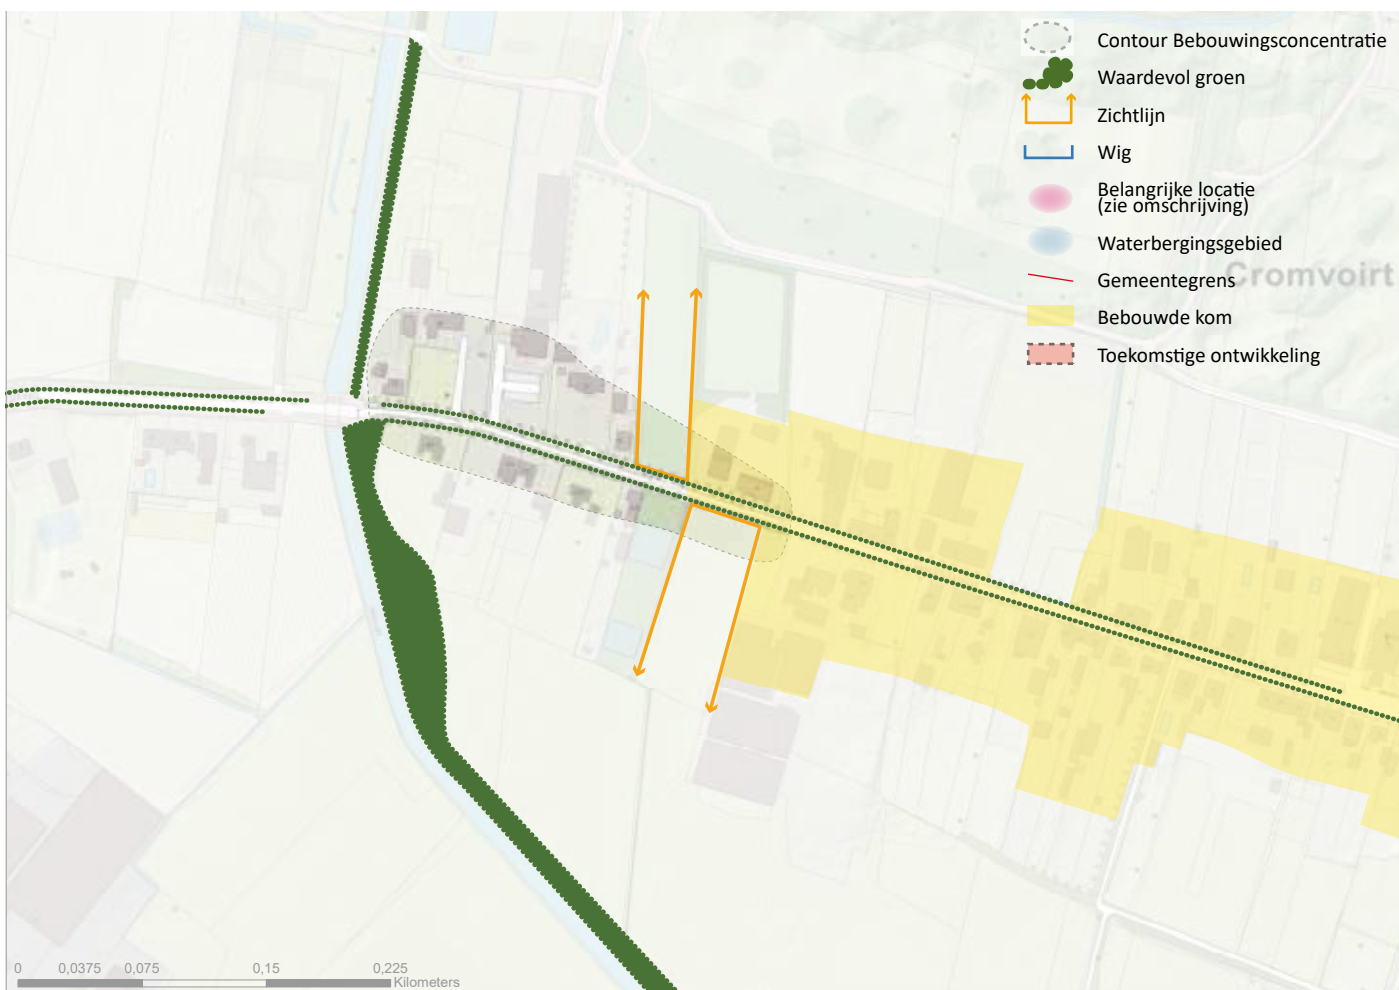 Contour Bebouwingsconcentratie
Waardevol groen
Zichtlijn
Wig
Belangrijke locatie
(zie omschrijving)
Waterbergingsgebied
Gemeentegrens
Cromvoirt
Bebouwde kom
Toekomstige ontwikkeling
0 0,0375 0,075 0,15 0,225
Kilometers